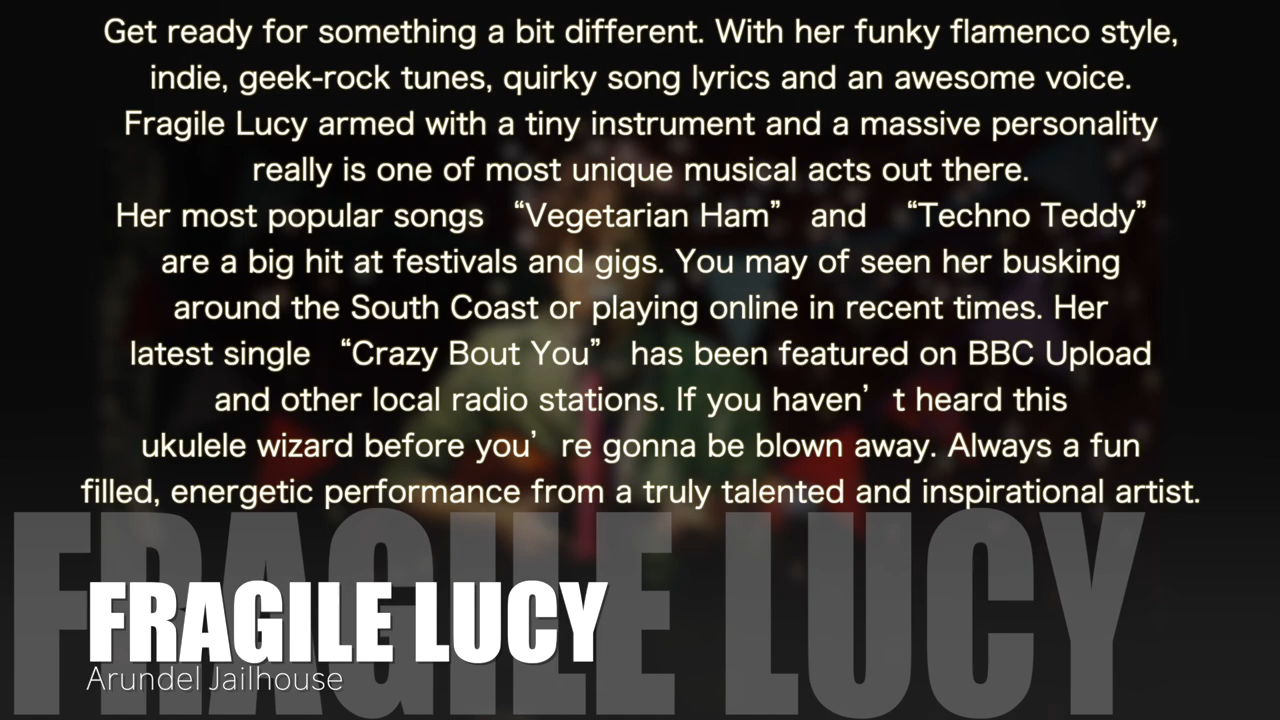 Get ready for something a bit different. With her funky flamenco style,
indie, geek-rock tunes, quirky song lyrics and an awesome voice.
Fragile Lucy armed with a tiny instrument and a massive personality
really is one of most unique musical acts out there.
Her most popular songs “Vegetarian Ham” and “Techno Teddy”
are a big hit at festivals and gigs. You may of seen her busking
around the South Coast or playing online in recent times. Her
latest single “Crazy Bout You” has been featured on BBC Upload
and other local radio stations. If you haven’t heard this
ukulele wizard before you’re gonna be blown away. Always a fun
filled, energetic performance from a truly talented and inspirational artist.
FRAGILE LUCY
FRAGILE LUCY
Arundel Jailhouse